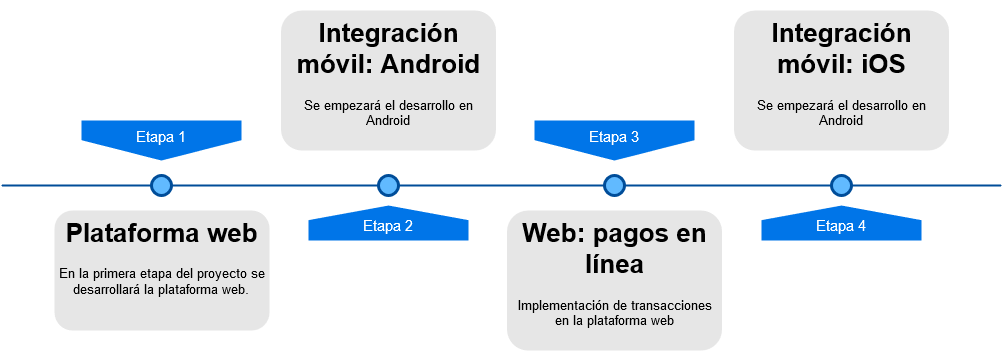 Etapa 1
Plataforma web
En la primera etapa del proyecto se
desarrollará la plataforma web.
Integración
móvil: Android
Se empezará el desarrollo en
Android
Etapa 2
Etapa 3
Web: pagos en
línea
Implementación de transacciones
en la plataforma web
Integración
móvil: iOS
Se empezará el desarrollo en
Android
Etapa 4